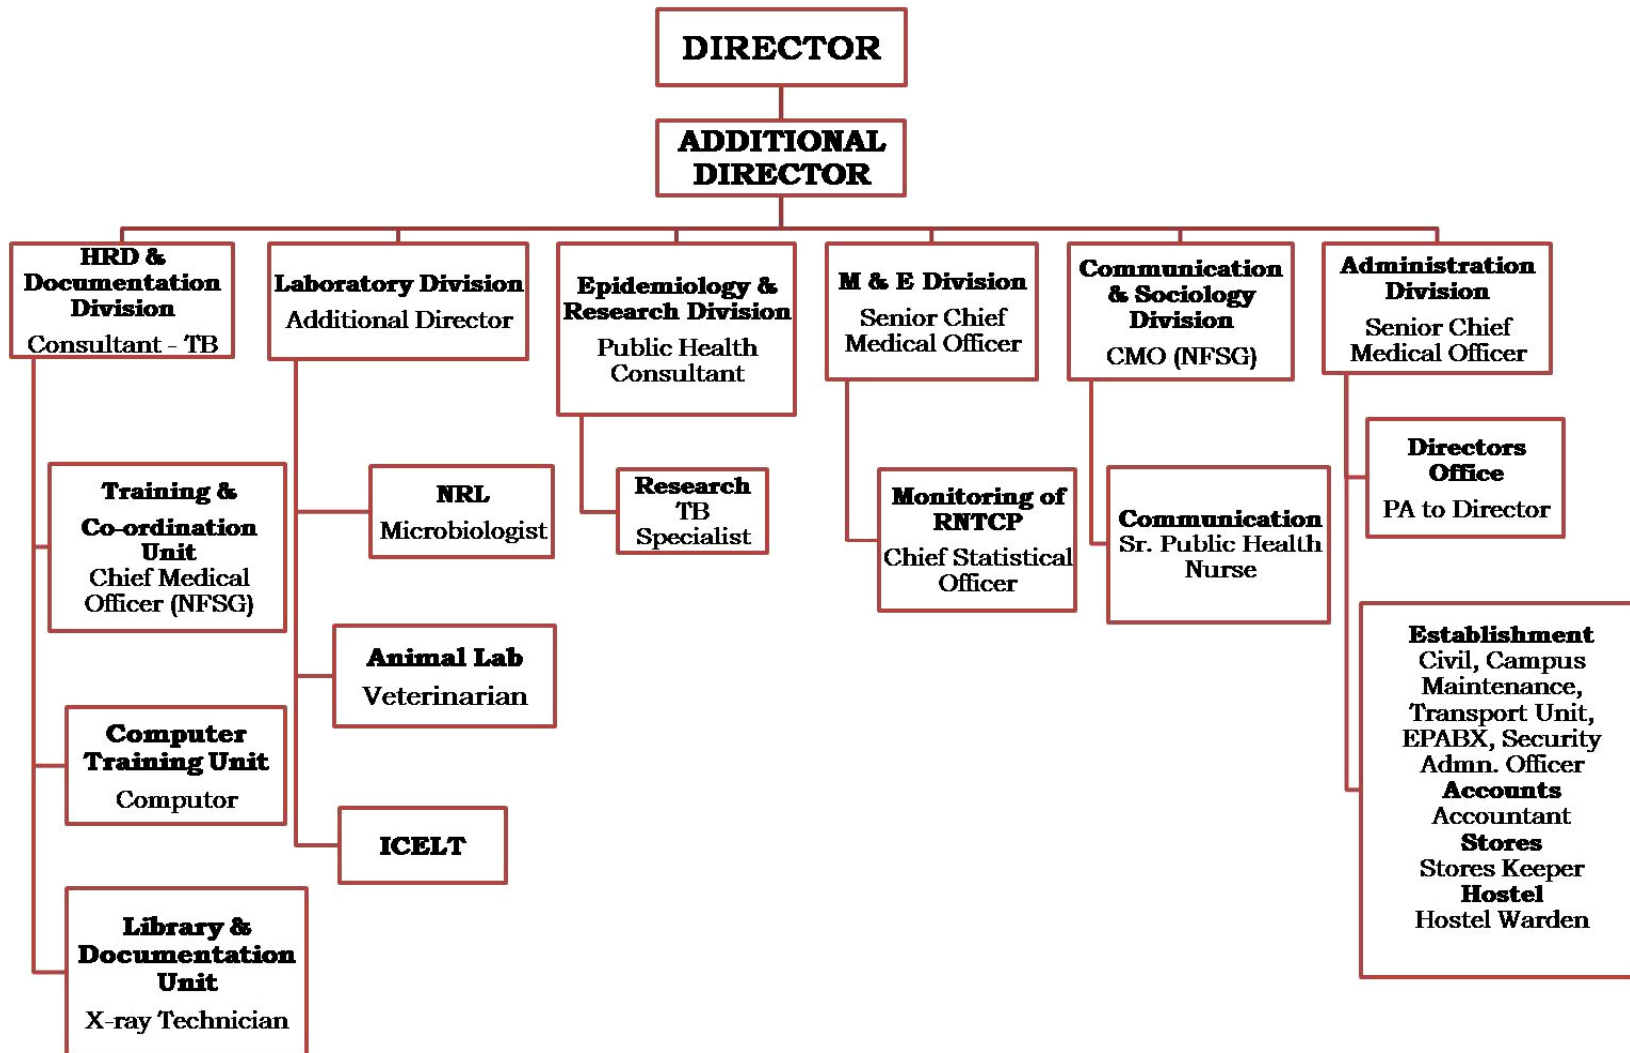 DIRECTOR
ADDITIONAL
DIRECTOR
HRD &
Documentation
Division
Consultant - TB
Laboratory Division
Additional Director
Epidemiology &
Research Division
Public Health
Consultant
M & E Division
Senior Chief
Medical Officer
Communication
& Sociology
Division
CMO (NFSG)
Administration
Division
Senior Chief
Medical Officer
Training &
Co-ordination
Unit
Chief Medical
Officer (NFSG)
Computer
Training Unit
Computor
Library &
Documentation
Unit
X-ray Technician
NRL
Microbiologist
Animal Lab
Veterinarian
ICELT
Research
TB
Specialist
Monitoring of
RNTCP
Chief Statistical
Officer
Communication
Sr. Public Health
Nurse
Directors
Office
PA to Director
Establishment
Civil, Campus
Maintenance,
Transport Unit,
EPABX, Security
Admn. Officer
Accounts
Accountant
Stores
Stores Keeper
Hostel
Hostel Warden